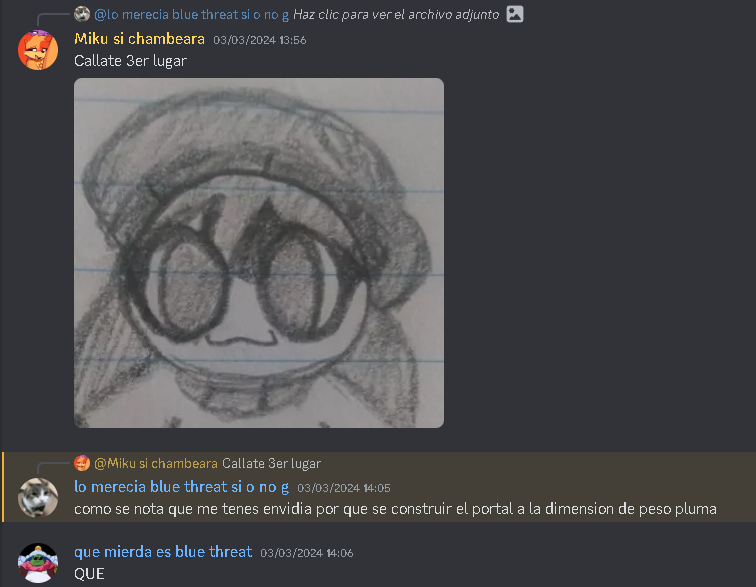 @lo merecia blue threat si o no g Haz clic para ver el archivo adjunto
Miku si chambeara 03/03/2024 13:56
Callate 3er lugar
@Miku si chambeara Callate 3er lugar
lo merecia blue threat si o no g 03/03/2024 14:05
como se nota que me tenes envidia por que se construir el portal a la dimension de peso pluma
que mierda es blue threat 03/03/2024 14:06
QUE